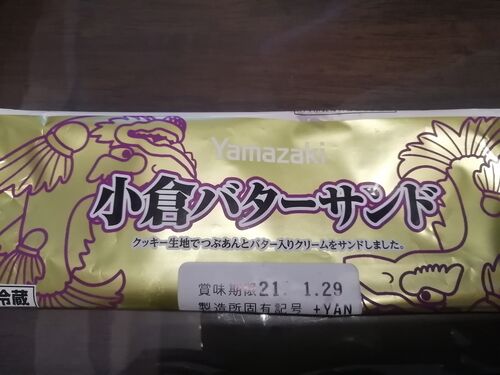 Yamazaki
小倉バターサンド
クッキー生地でつぶあんとバター入りクリームをサンドしました。
賞味期限21. 1.29
製造所固有記号 +YAN
冷蔵